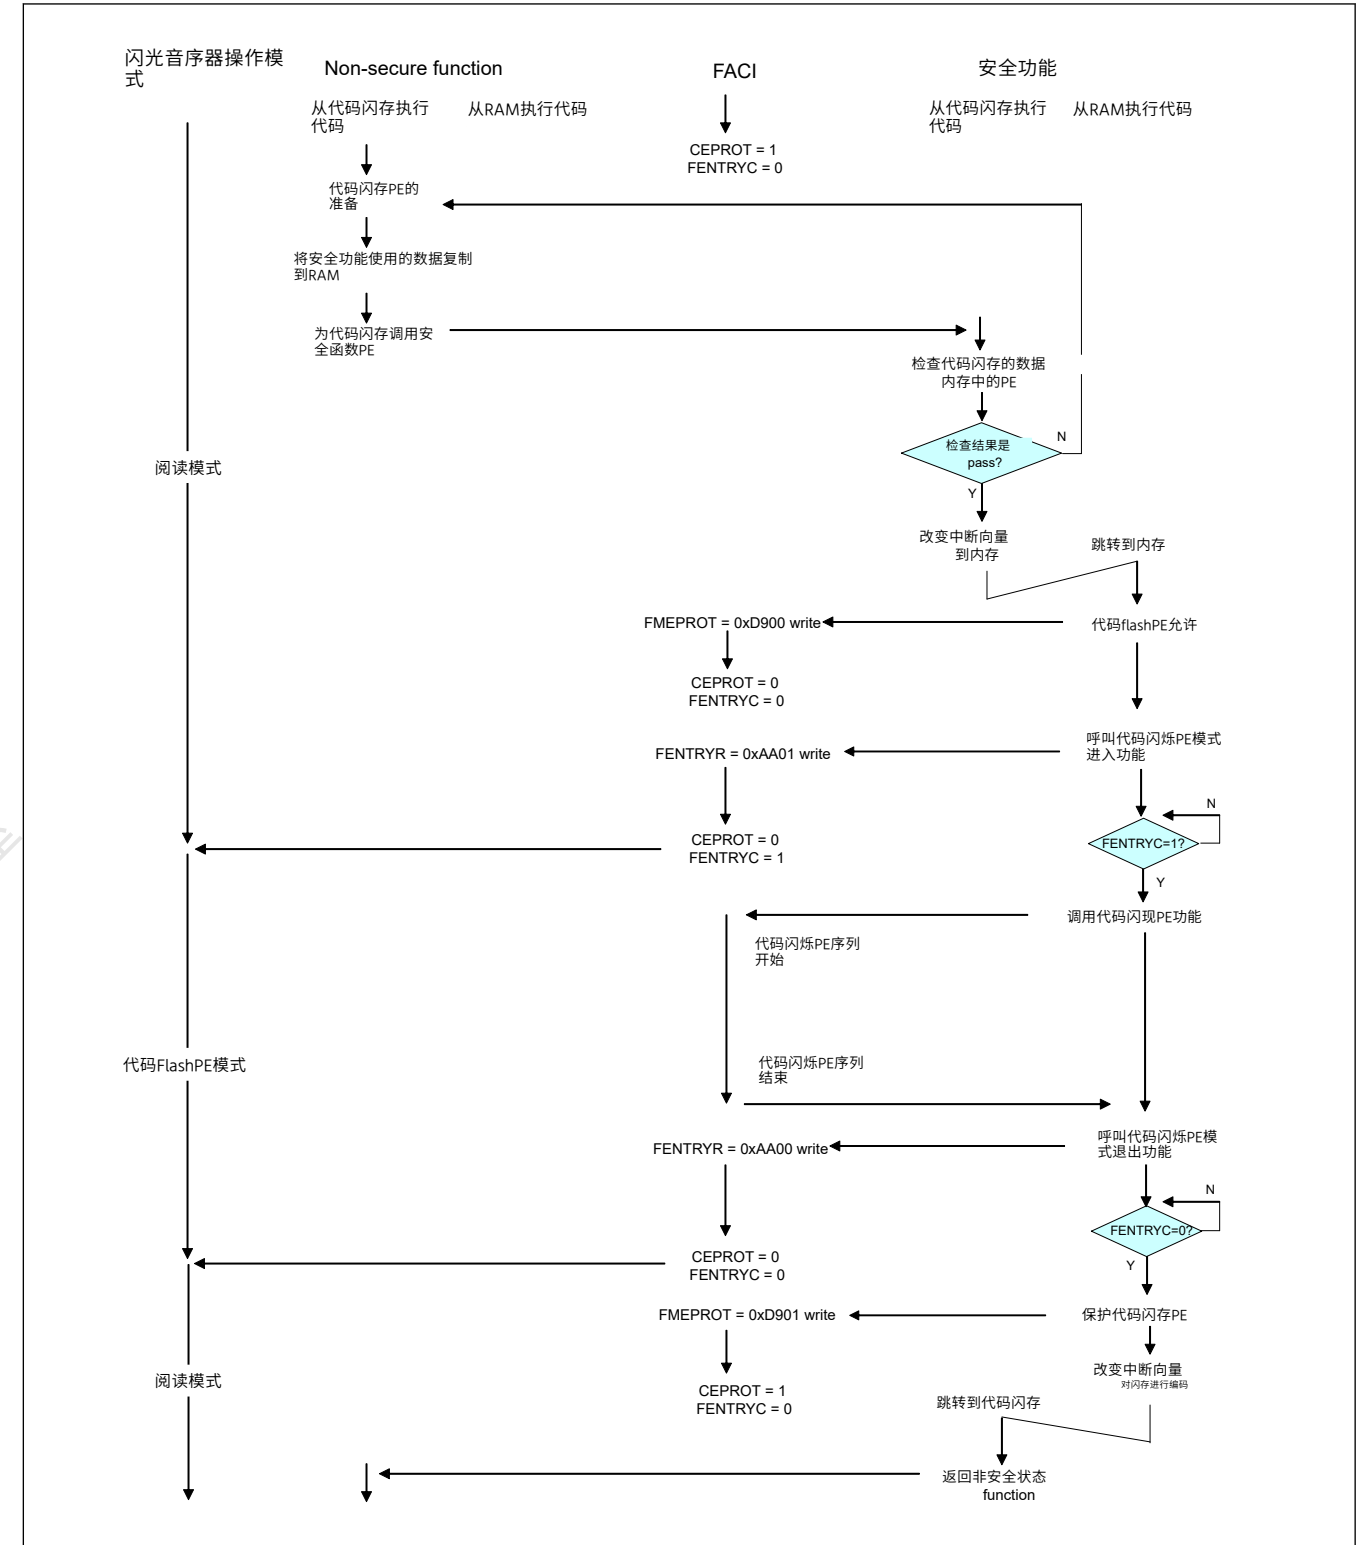 闪光音序器操作模
式
Non-secure function
FACI
安全功能
从代码闪存执行
代码
从RAM执行代码
从代码闪存执行
代码
从RAM执行代码
CEPROT = 1
FENTRYC = 0
代码闪存PE的
准备
将安全功能使用的数据复制
到RAM
为代码闪存调用安
全函数PE
检查代码闪存的数据
内存中的PE
检查结果是
pass?
N
Y
阅读模式
改变中断向量
到内存
跳转到内存
FMEPROT = 0xD900 write
代码flashPE允许
CEPROT = 0
FENTRYC = 0
FENTRYR = 0xAA01 write
呼叫代码闪烁PE模式
进入功能
N
CEPROT = 0
FENTRYC = 1
FENTRYC=1?
Y
调用代码闪现PE功能
代码闪烁PE序列
开始
代码FlashPE模式
代码闪烁PE序列
结束
FENTRYR = 0xAA00 write
呼叫代码闪烁PE模
式退出功能
N
FENTRYC=0?
CEPROT = 0
FENTRYC = 0
Y
FMEPROT = 0xD901 write
保护代码闪存PE
阅读模式
改变中断向量
对闪存进行编码
CEPROT = 1
FENTRYC = 0
跳转到代码闪存
返回非安全状态
function